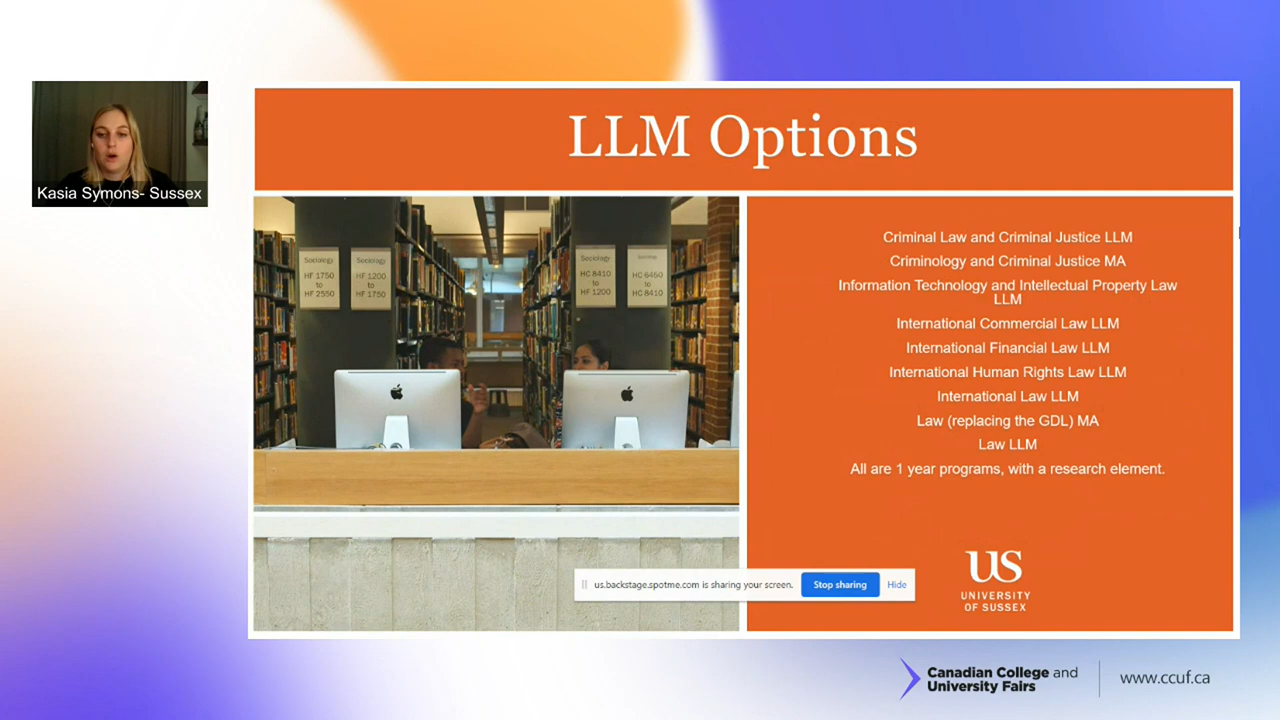 LLM Options
Kasia Symons- Sussex
Sociology
HF 1750
to
HF 2550
Sociology
HF 1200
to
HF 1750
Sociology
HC 8410
to
HF 1200
Sociology
HC 6450
to
HC 8410
Criminal Law and Criminal Justice LLM
Criminology and Criminal Justice MA
Information Technology and Intellectual Property Law
LLM
International Commercial Law LLM
International Financial Law LLM
International Human Rights Law LLM
International Law LLM
Law (replacing the GDL) MA
Law LLM
All are 1 year programs, with a research element.
us.backstage.spotme.com is sharing your screen.
Stop sharing
Hide
US
UNIVERSITY
OF SUSSEX
Canadian College and
University Fairs
www.ccuf.ca